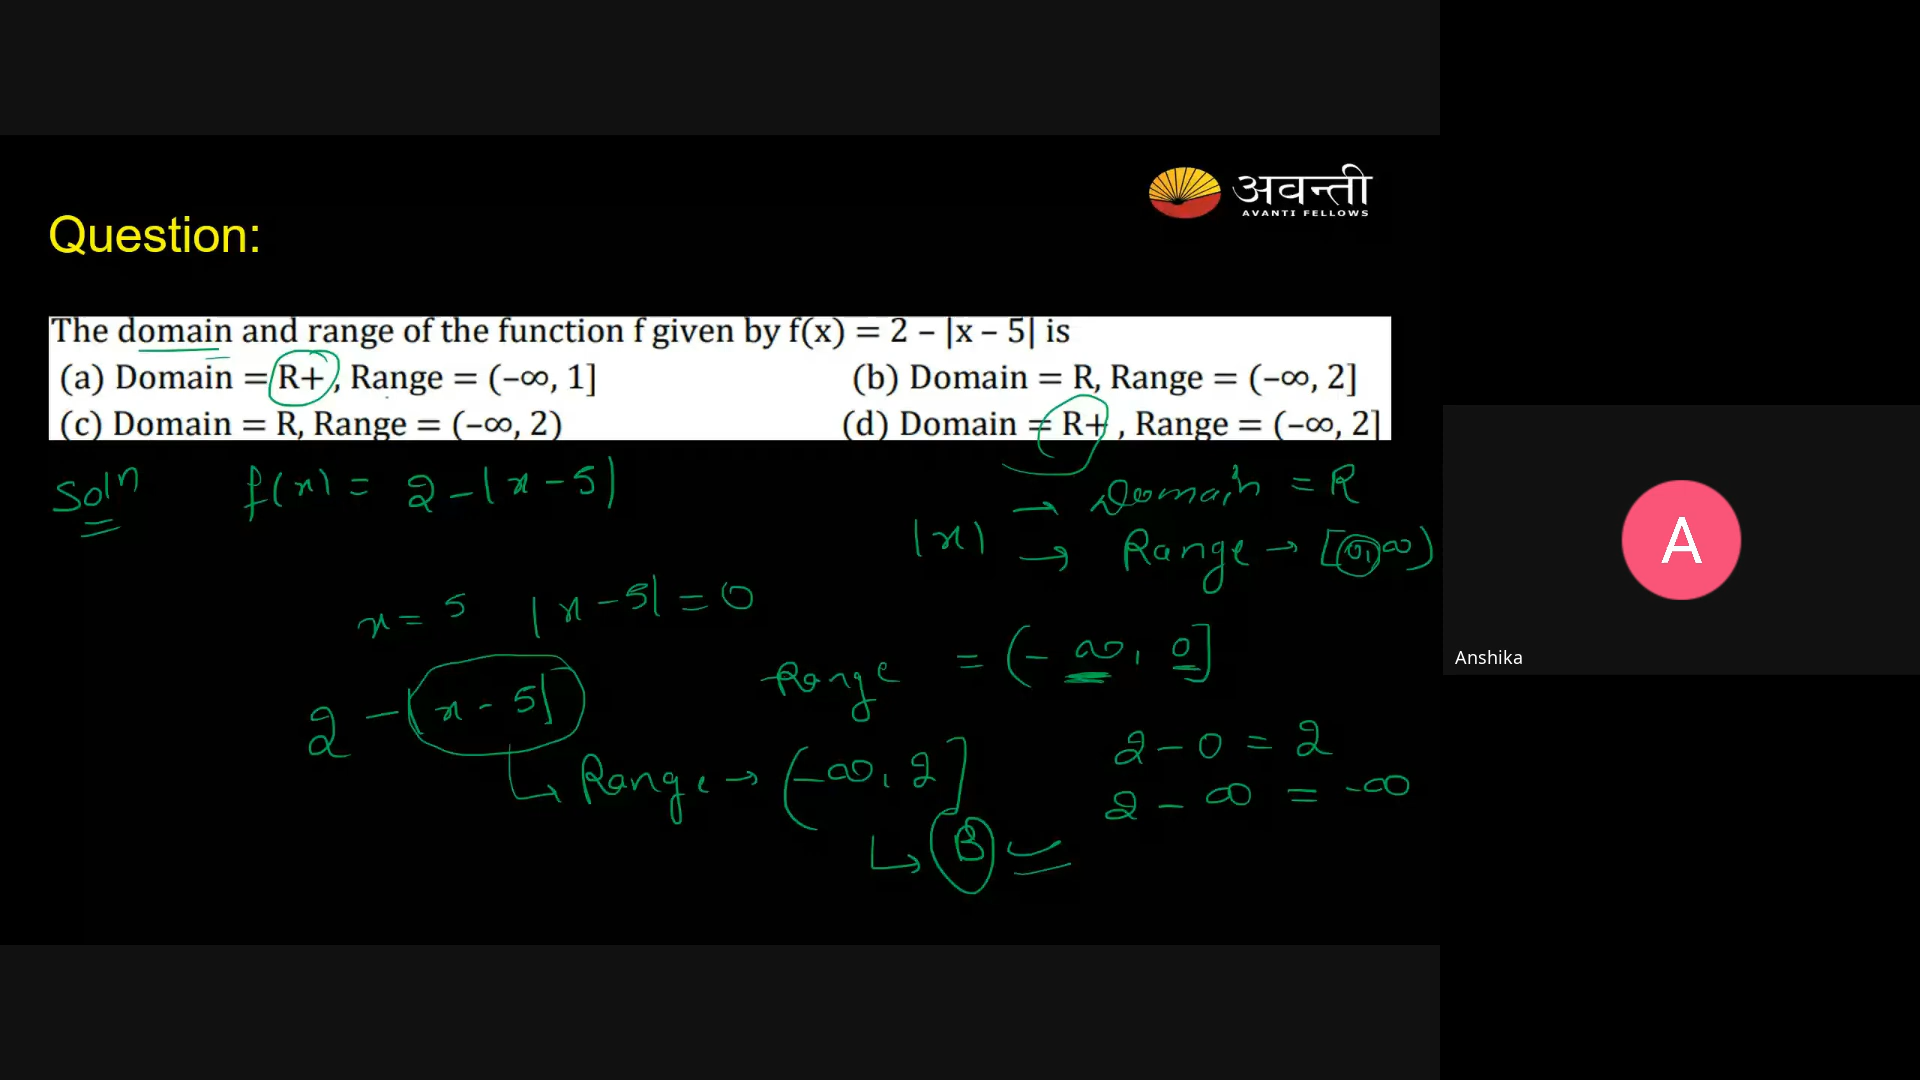 अवन्ती
AVANTI FELLOWS
Question:
The domain and range of the function f given by f(x) = 2 – |x – 5| is
(a) Domain = R+, Range = (–∞, 1]
(b) Domain = R, Range = (–∞, 2]
(c) Domain = R, Range = (–∞, 2)
(d) Domain = R+ , Range = (–∞, 2]
Soln f(x) = 2 - |x - 5|
|x| → Domain = R
→ Range → [0, ∞)
x = 5 |x - 5| = 0
Range = (-∞, 0]
2 - |x - 5|
↳ Range → (-∞, 2]
2 - 0 = 2
2 - ∞ = -∞
↳ B
A
Anshika